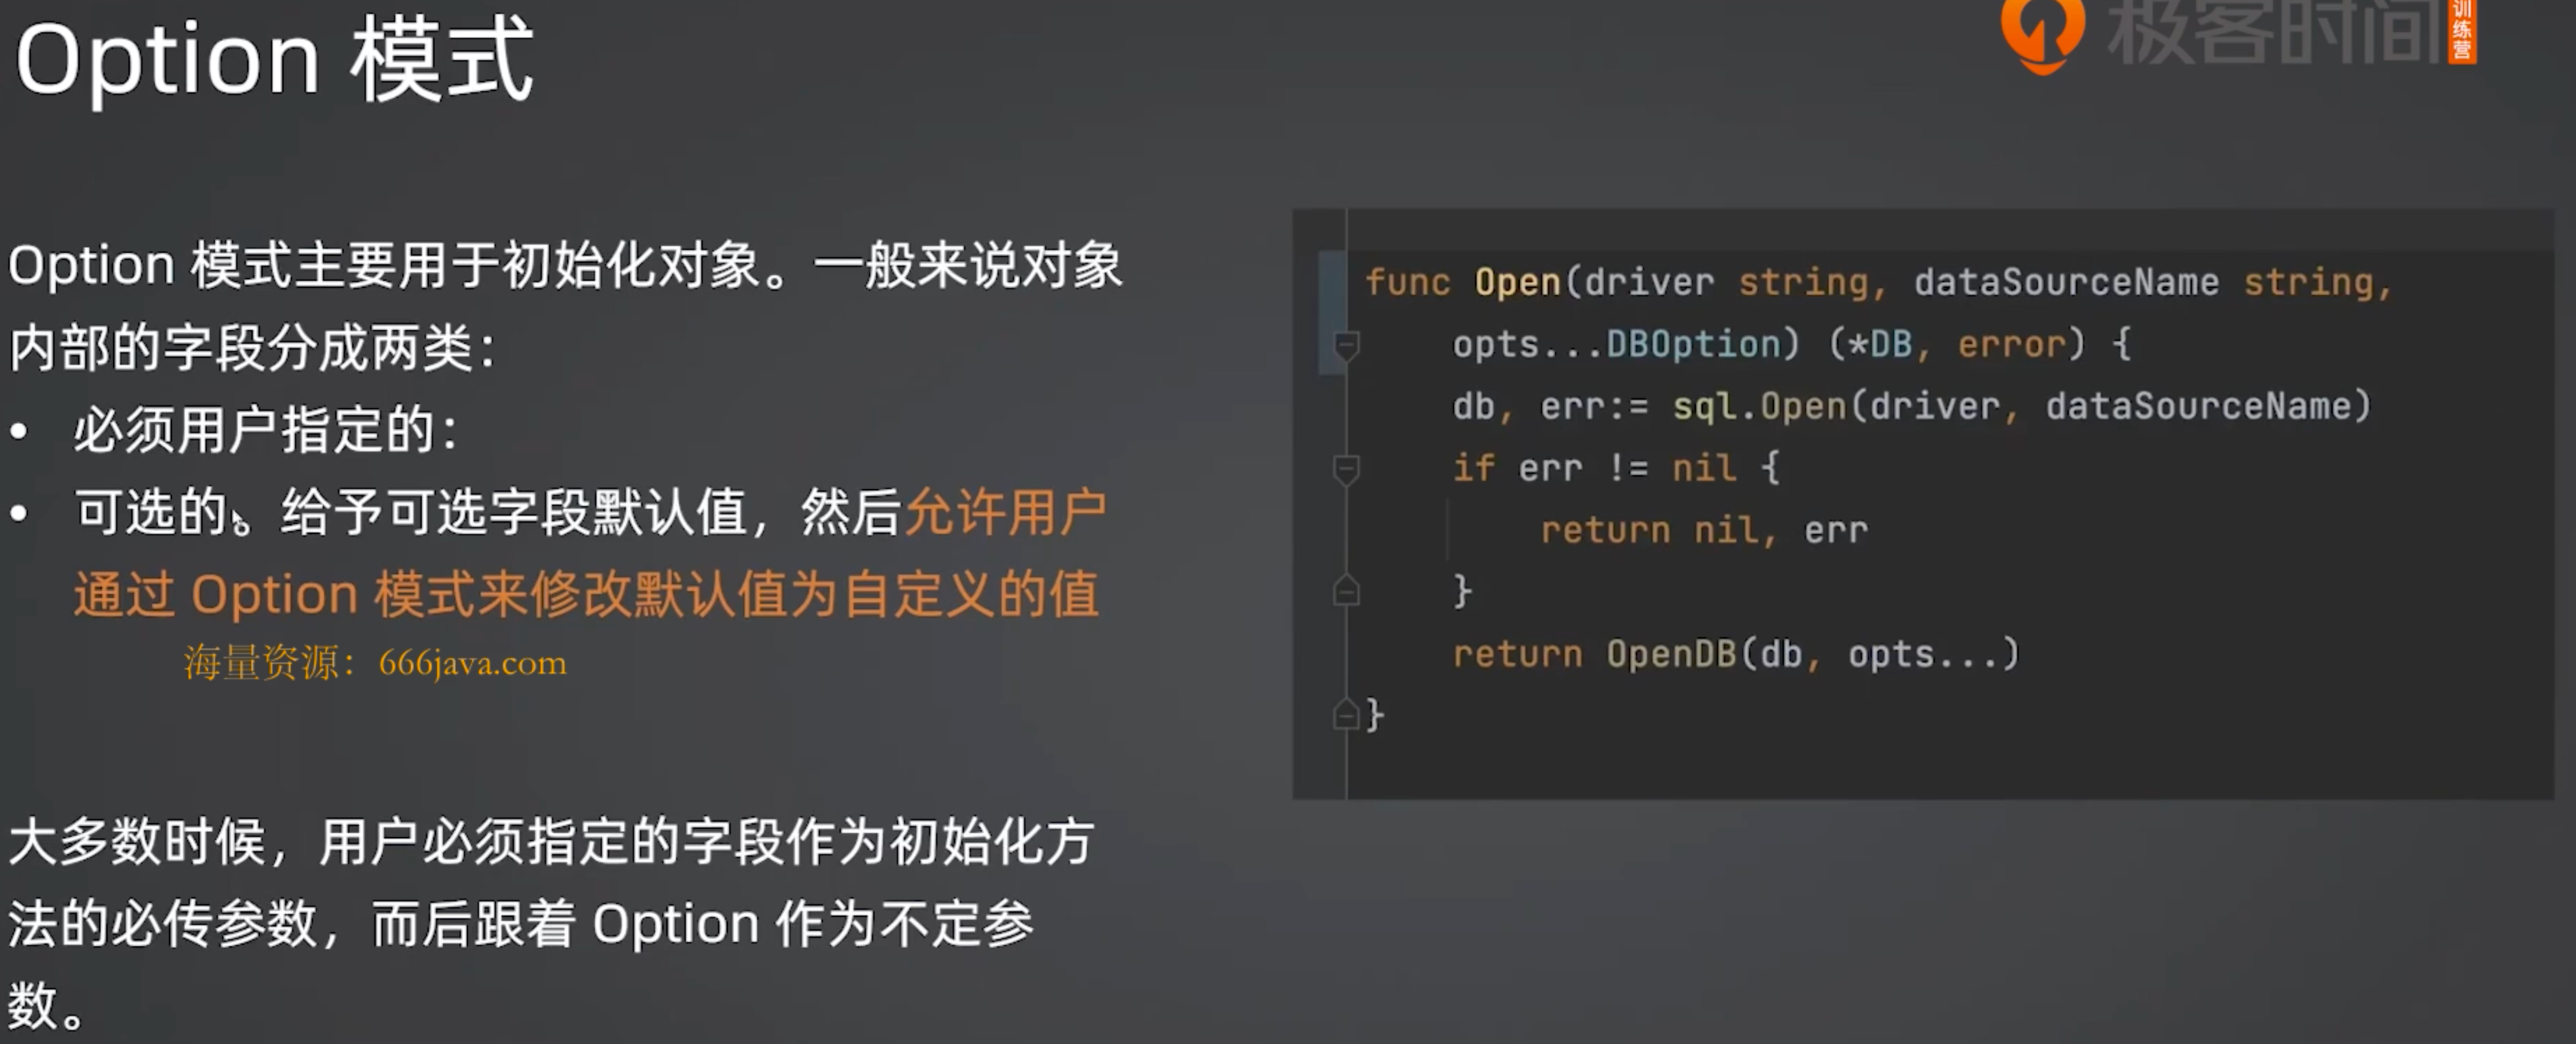 Option 模式
极客时间
训练营
Option 模式主要用于初始化对象。一般来说对象
内部的字段分成两类：
• 必须用户指定的：
• 可选的。给予可选字段默认值，然后允许用户
通过 Option 模式来修改默认值为自定义的值
海量资源：666java.com
大多数时候，用户必须指定的字段作为初始化方
法的必传参数，而后跟着 Option 作为不定参
数。
func Open(driver string, dataSourceName string,
opts...DBOption) (*DB, error) {
db, err:= sql.Open(driver, dataSourceName)
if err != nil {
return nil, err
}
return OpenDB(db, opts...)
}